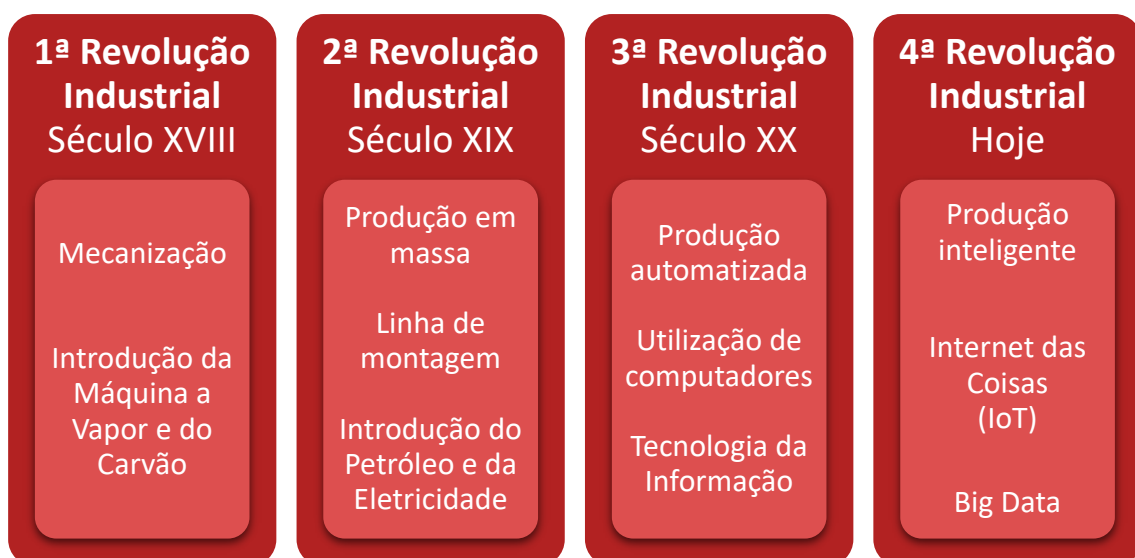 1ª Revolução
Industrial
Século XVIII
Mecanização
Introdução da
Máquina a
Vapor e do
Carvão
2ª Revolução
Industrial
Século XIX
Produção em
massa
Linha de
montagem
Introdução do
Petróleo e da
Eletricidade
3ª Revolução
Industrial
Século XX
Produção
automatizada
Utilização de
computadores
Tecnologia da
Informação
4ª Revolução
Industrial
Hoje
Produção
inteligente
Internet das
Coisas
(IoT)
Big Data